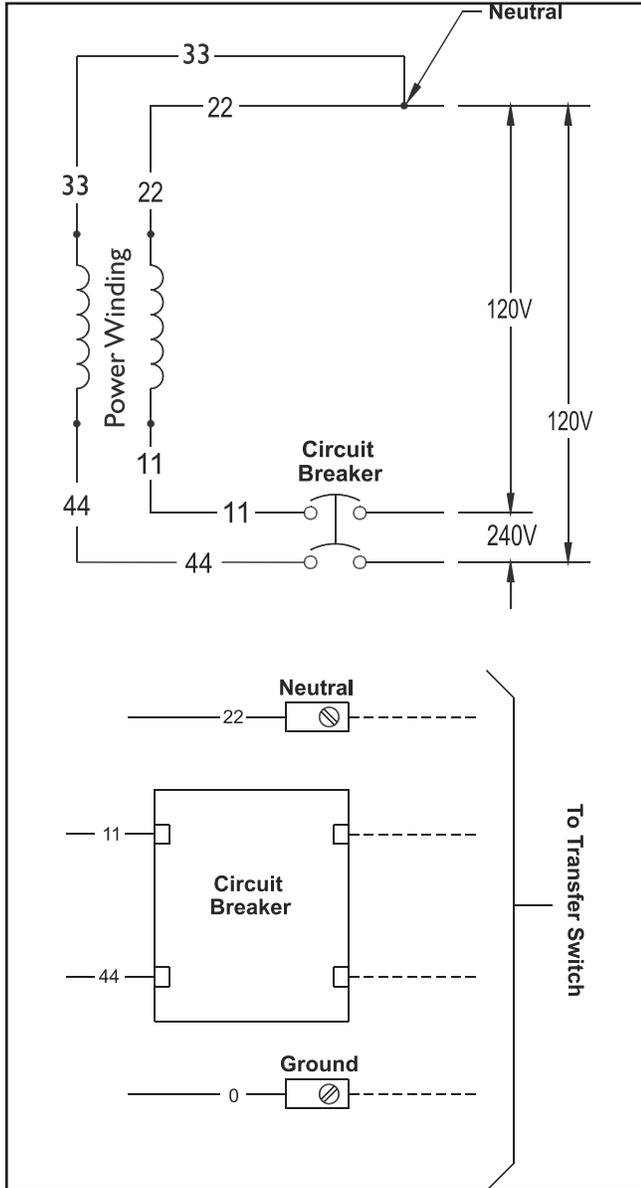 Neutral
33
22
33
22
Power Winding
120V
120V
11
Circuit
Breaker
44
11
240V
44
Neutral
22
11
Circuit
Breaker
44
To Transfer Switch
Ground
0